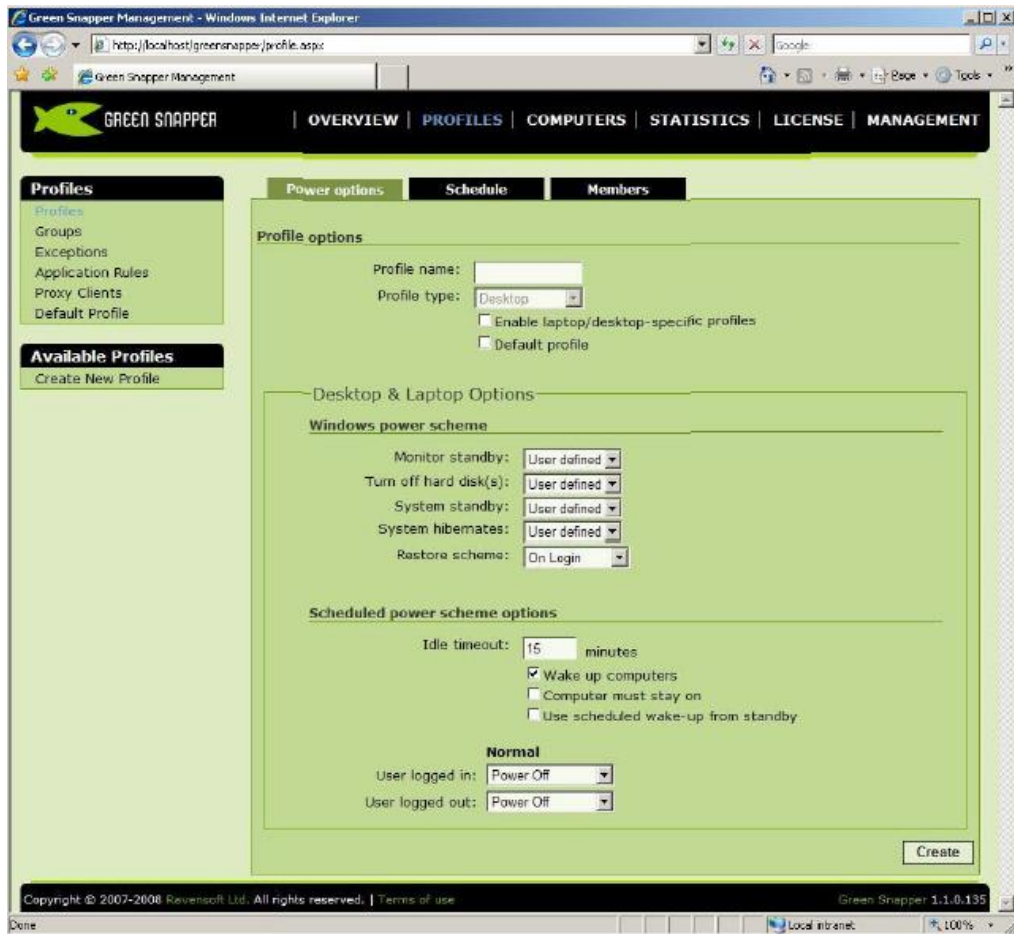 Green Snapper Management - Windows Internet Explorer
http://localhost/greensnapper/profile.aspx
Google
Green Snapper Management
Page
Tools
GREEN SNAPPER
| OVERVIEW | PROFILES | COMPUTERS | STATISTICS | LICENSE | MANAGEMENT
Profiles
Profiles
Groups
Exceptions
Application Rules
Proxy Clients
Default Profile
Available Profiles
Create New Profile
Power options
Schedule
Members
Profile options
Profile name:
Profile type: Desktop
Enable laptop/desktop-specific profiles
Default profile
Desktop & Laptop Options
Windows power scheme
Monitor standby: User defined
Turn off hard disk(s): User defined
System standby: User defined
System hibernates: User defined
Restore scheme: On Login
Scheduled power scheme options
Idle timeout: 15 minutes
Wake up computers
Computer must stay on
Use scheduled wake-up from standby
Normal
User logged in: Power Off
User logged out: Power Off
Create
Copyright © 2007-2008 Ravensoft Ltd. All rights reserved. | Terms of use
Green Snapper 1.1.0.135
Done
Local intranet
100%